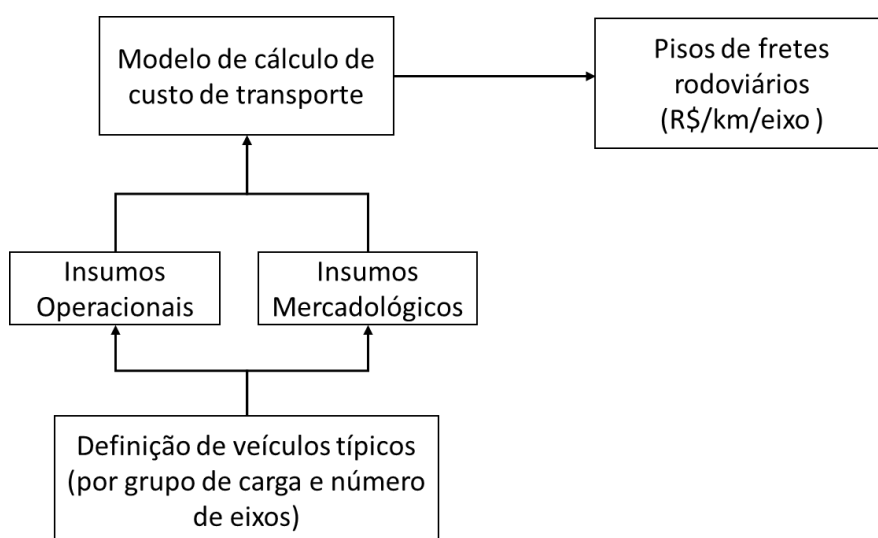 Modelo de cálculo de
custo de transporte
Pisos de fretes
rodoviários
(R$/km/eixo )
Insumos
Operacionais
Insumos
Mercadológicos
Definição de veículos típicos
(por grupo de carga e número
de eixos)